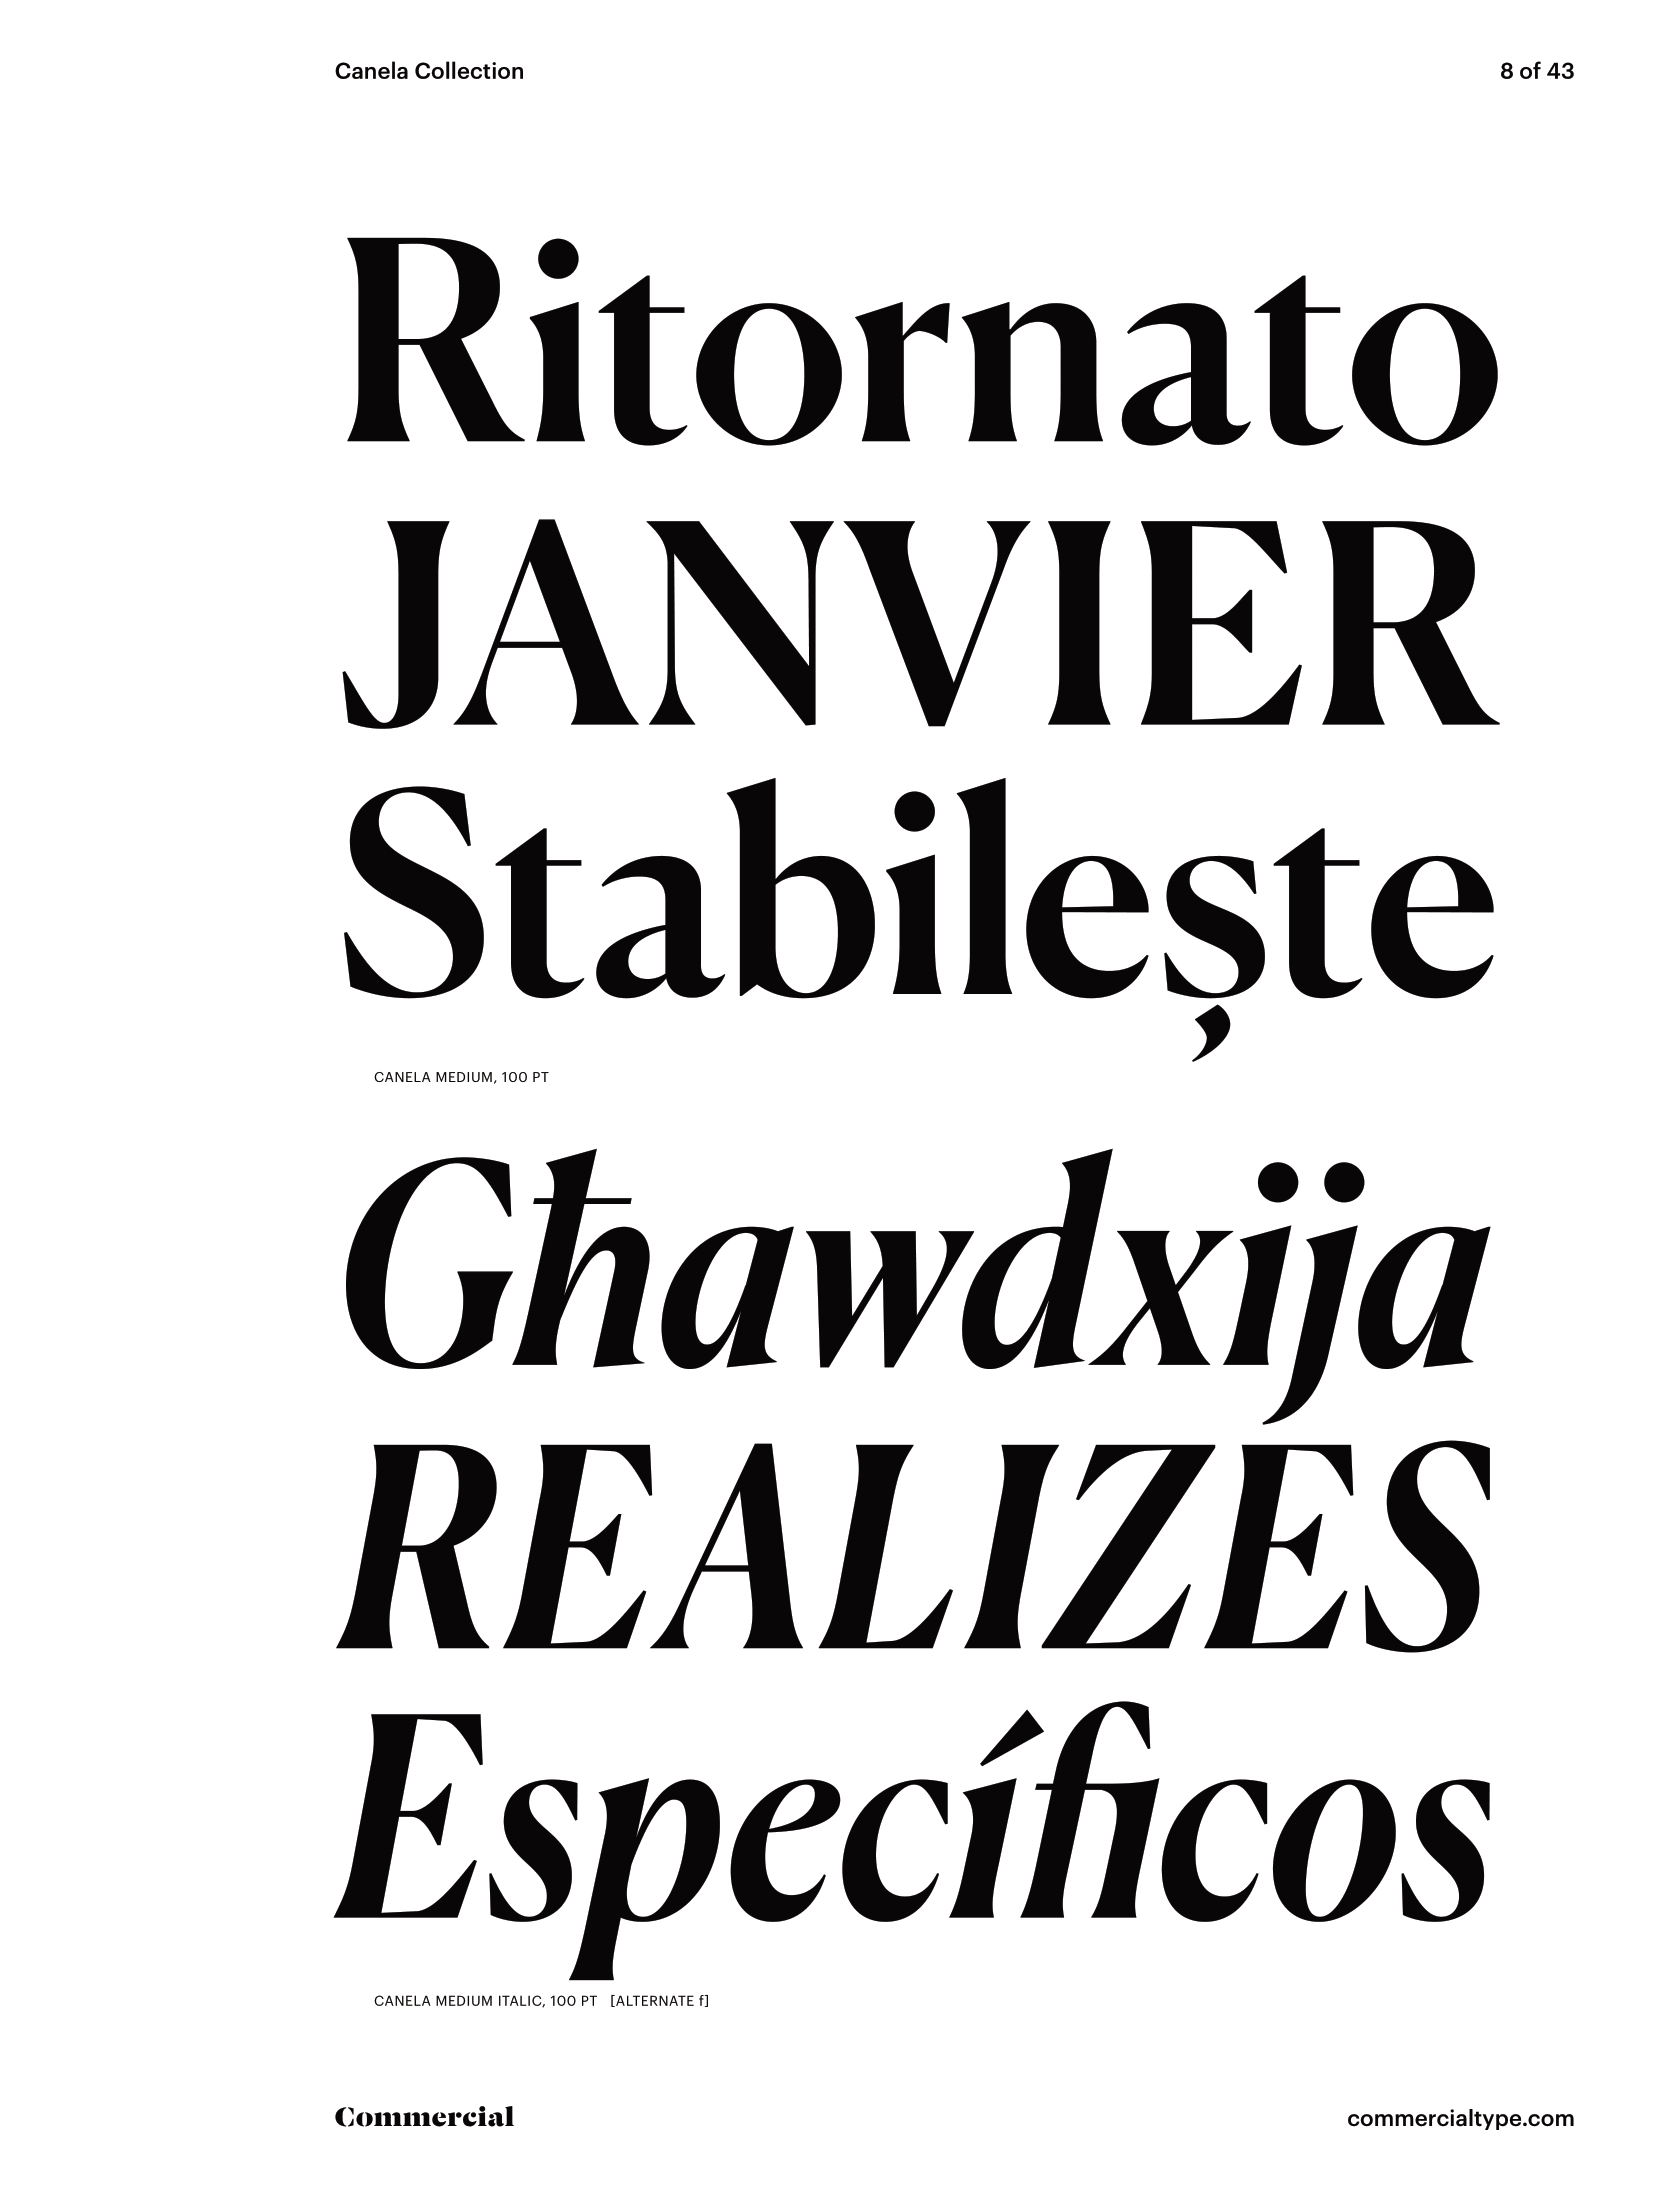 Canela Collection
8 of 43
Ritornato
JANVIER
Stabilește
CANELA MEDIUM, 100 PT
Għawdxija
REALIZES
Específicos
CANELA MEDIUM ITALIC, 100 PT [ALTERNATE f]
Commercial
commercialtype.com